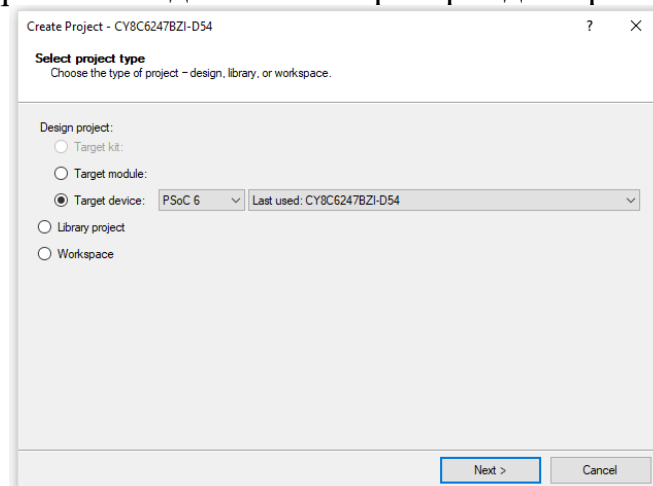 Create Project - CY8C6247BZI-D54 ? ×
Select project type
Choose the type of project – design, library, or workspace.
Design project:
Target kit:
Target module:
Target device: PSoC 6 Last used: CY8C6247BZI-D54
Library project
Workspace
Next > Cancel